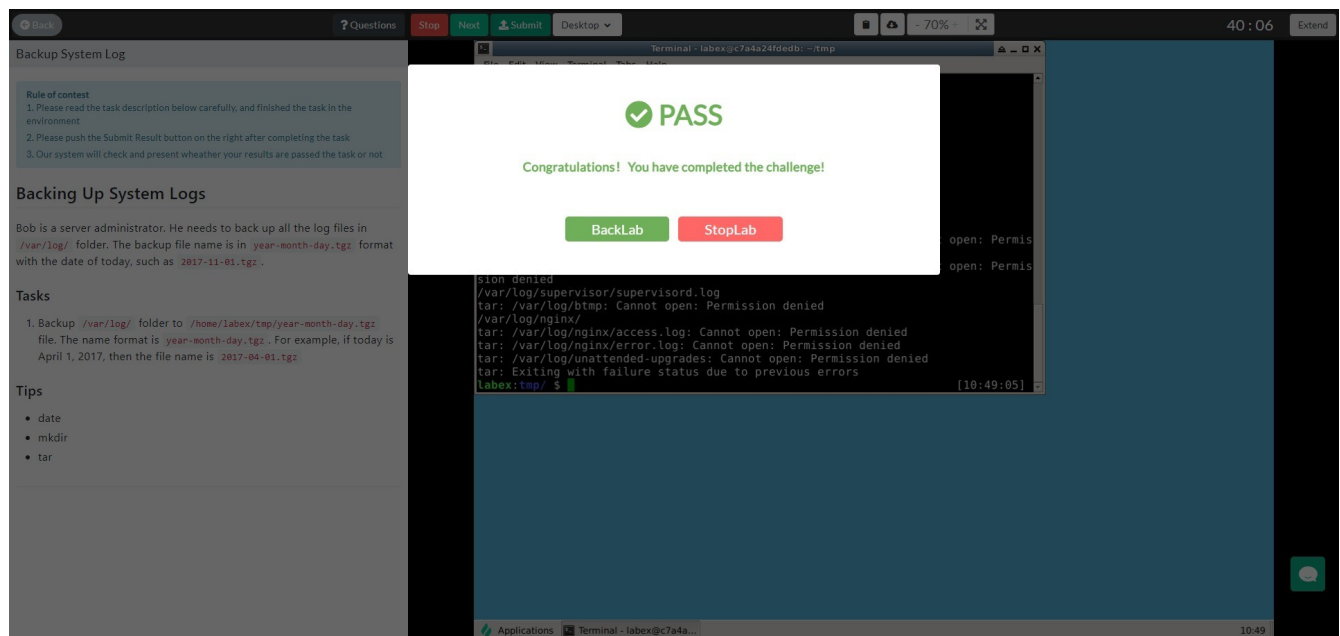 Back
? Questions
Stop
Next
Submit
Desktop
- 70% +
40 : 06
Extend
Backup System Log
Rule of contest
1. Please read the task description below carefully, and finished the task in the
environment
2. Please push the Submit Result button on the right after completing the task
3. Our system will check and present wheather your results are passed the task or not
Backing Up System Logs
Bob is a server administrator. He needs to back up all the log files in
/var/log/ folder. The backup file name is in year-month-day.tgz format
with the date of today, such as 2017-11-01.tgz .
Tasks
1. Backup /var/log/ folder to /home/labex/tmp/year-month-day.tgz
file. The name format is year-month-day.tgz . For example, if today is
April 1, 2017, then the file name is 2017-04-01.tgz
Tips
• date
• mkdir
• tar
Terminal - labex@c7a4a24fdedb: ~/tmp
File Edit View Terminal Tabs Help
PASS
Congratulations! You have completed the challenge!
BackLab
StopLab
open: Permis
open: Permis
sion denied
/var/log/supervisor/supervisord.log
tar: /var/log/btmp: Cannot open: Permission denied
/var/log/nginx/
tar: /var/log/nginx/access.log: Cannot open: Permission denied
tar: /var/log/nginx/error.log: Cannot open: Permission denied
tar: /var/log/unattended-upgrades: Cannot open: Permission denied
tar: Exiting with failure status due to previous errors
labex:tmp/ $ [10:49:05]
Applications
Terminal - labex@c7a4a...
10:49